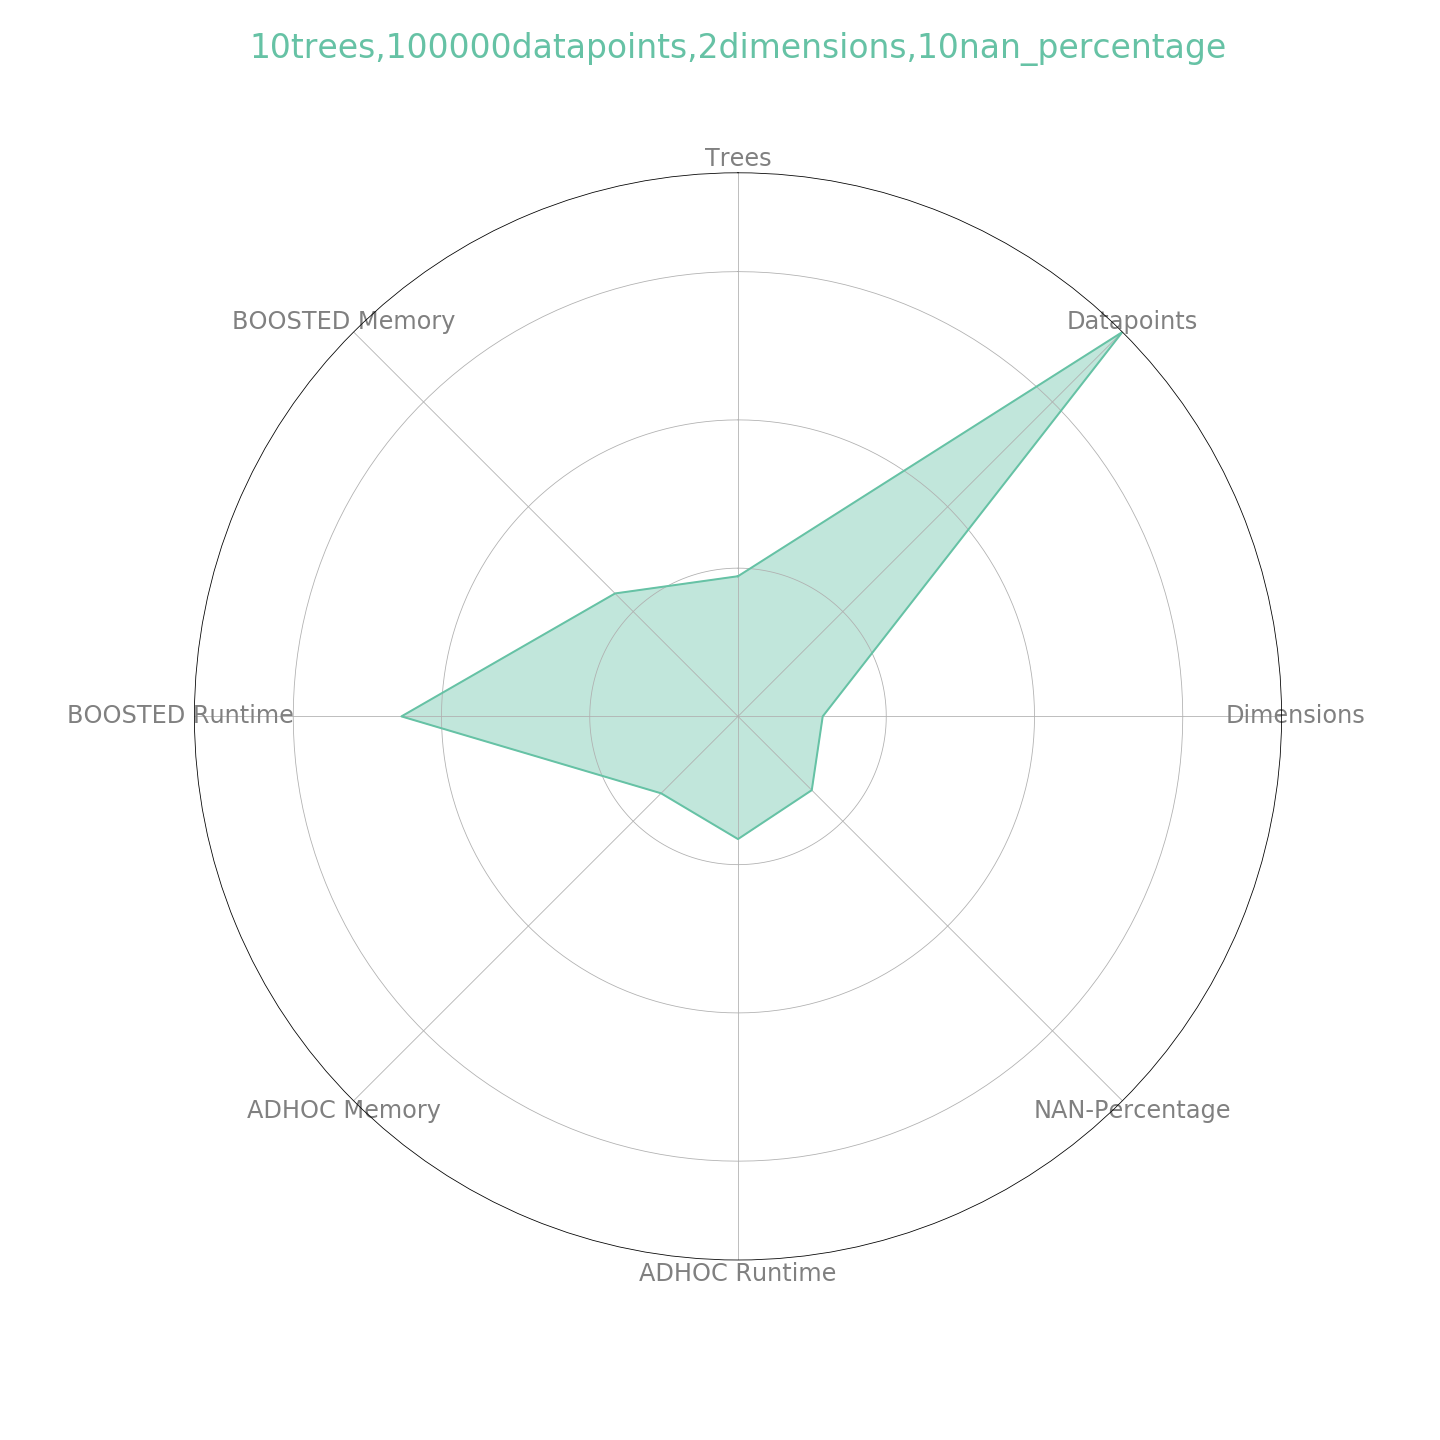 10trees,100000datapoints,2dimensions,10nan_percentage
Trees
BOOSTED Memory
Datapoints
BOOSTED Runtime
Dimensions
ADHOC Memory
NAN-Percentage
ADHOC Runtime